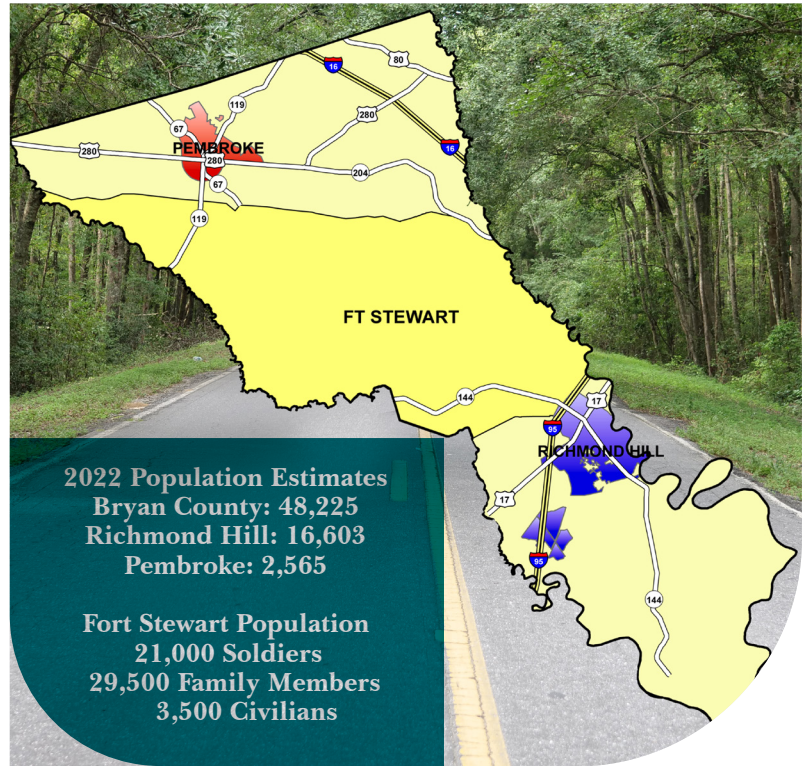 16
80
119
280
67
PEMBROKE
16
280
280
204
67
119
FT STEWART
144
17
95
RICHMOND HILL
17
95
144
2022 Population Estimates
Bryan County: 48,225
Richmond Hill: 16,603
Pembroke: 2,565
Fort Stewart Population
21,000 Soldiers
29,500 Family Members
3,500 Civilians